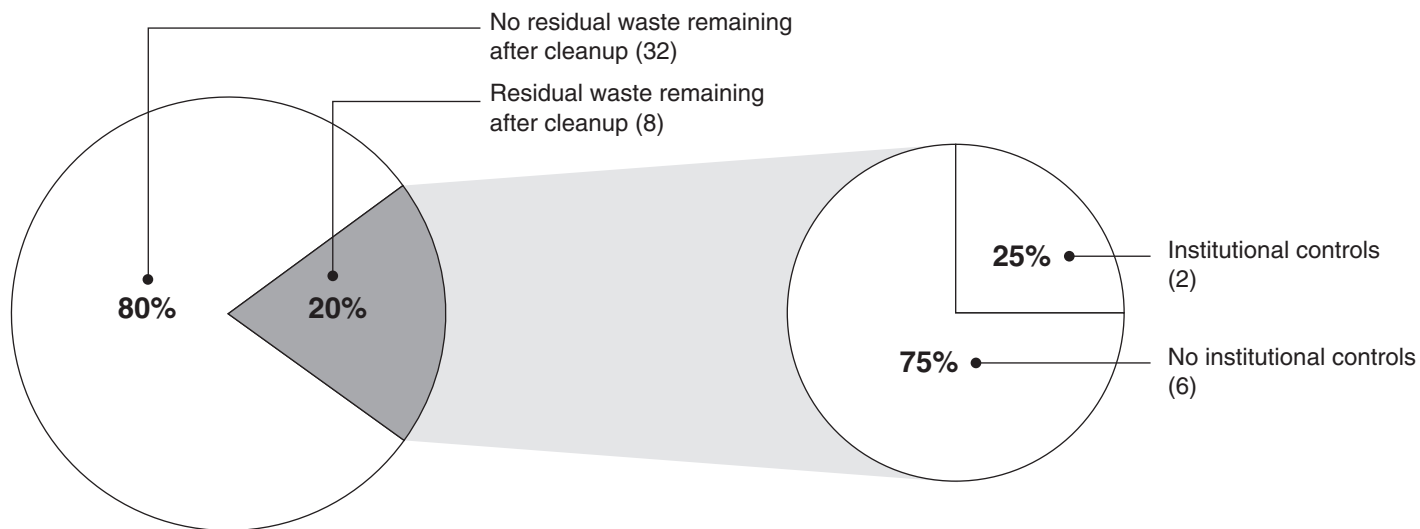 No residual waste remaining
after cleanup (32)
Residual waste remaining
after cleanup (8)
80%
20%
25%
Institutional controls
(2)
75%
No institutional controls
(6)